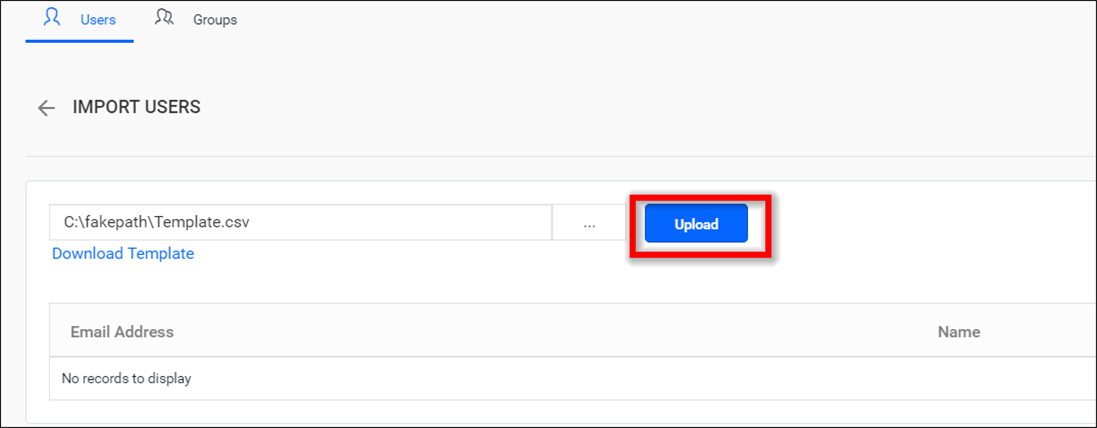 Users Groups
IMPORT USERS
C:\fakepath\Template.csv ... Upload
Download Template
Email Address Name
No records to display